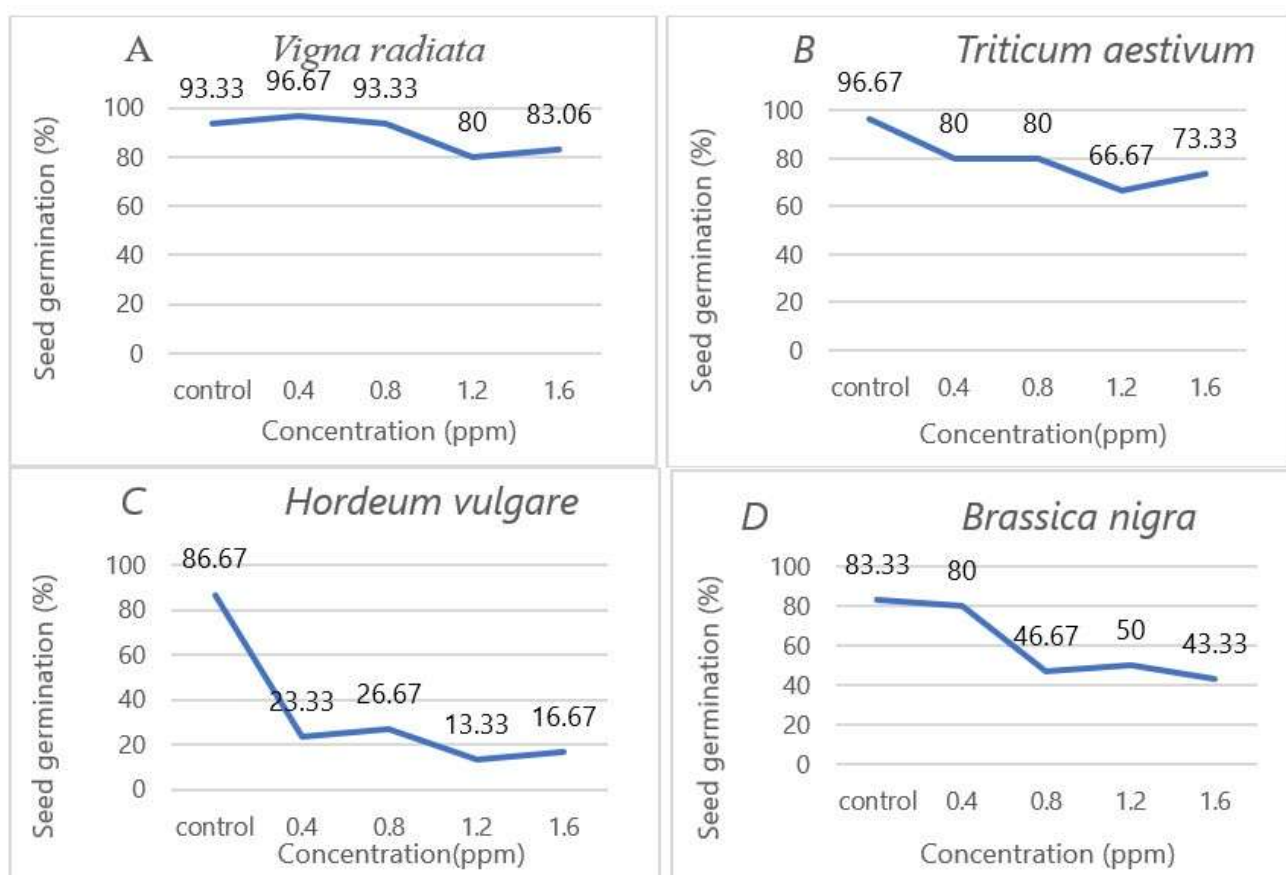 A Vigna radiata
93.33 96.67 93.33 80 83.06
Seed germination (%)
100
80
60
40
20
0
control 0.4 0.8 1.2 1.6
Concentration (ppm)
B Triticum aestivum
96.67 80 80 66.67 73.33
Seed germination (%)
100
80
60
40
20
0
control 0.4 0.8 1.2 1.6
Concentration(ppm)
C Hordeum vulgare
86.67 23.33 26.67 13.33 16.67
Seed germination (%)
100
80
60
40
20
0
control 0.4 0.8 1.2 1.6
Concentration(ppm)
D Brassica nigra
83.33 80 46.67 50 43.33
Seed germination (%)
100
80
60
40
20
0
control 0.4 0.8 1.2 1.6
Concentration (ppm)